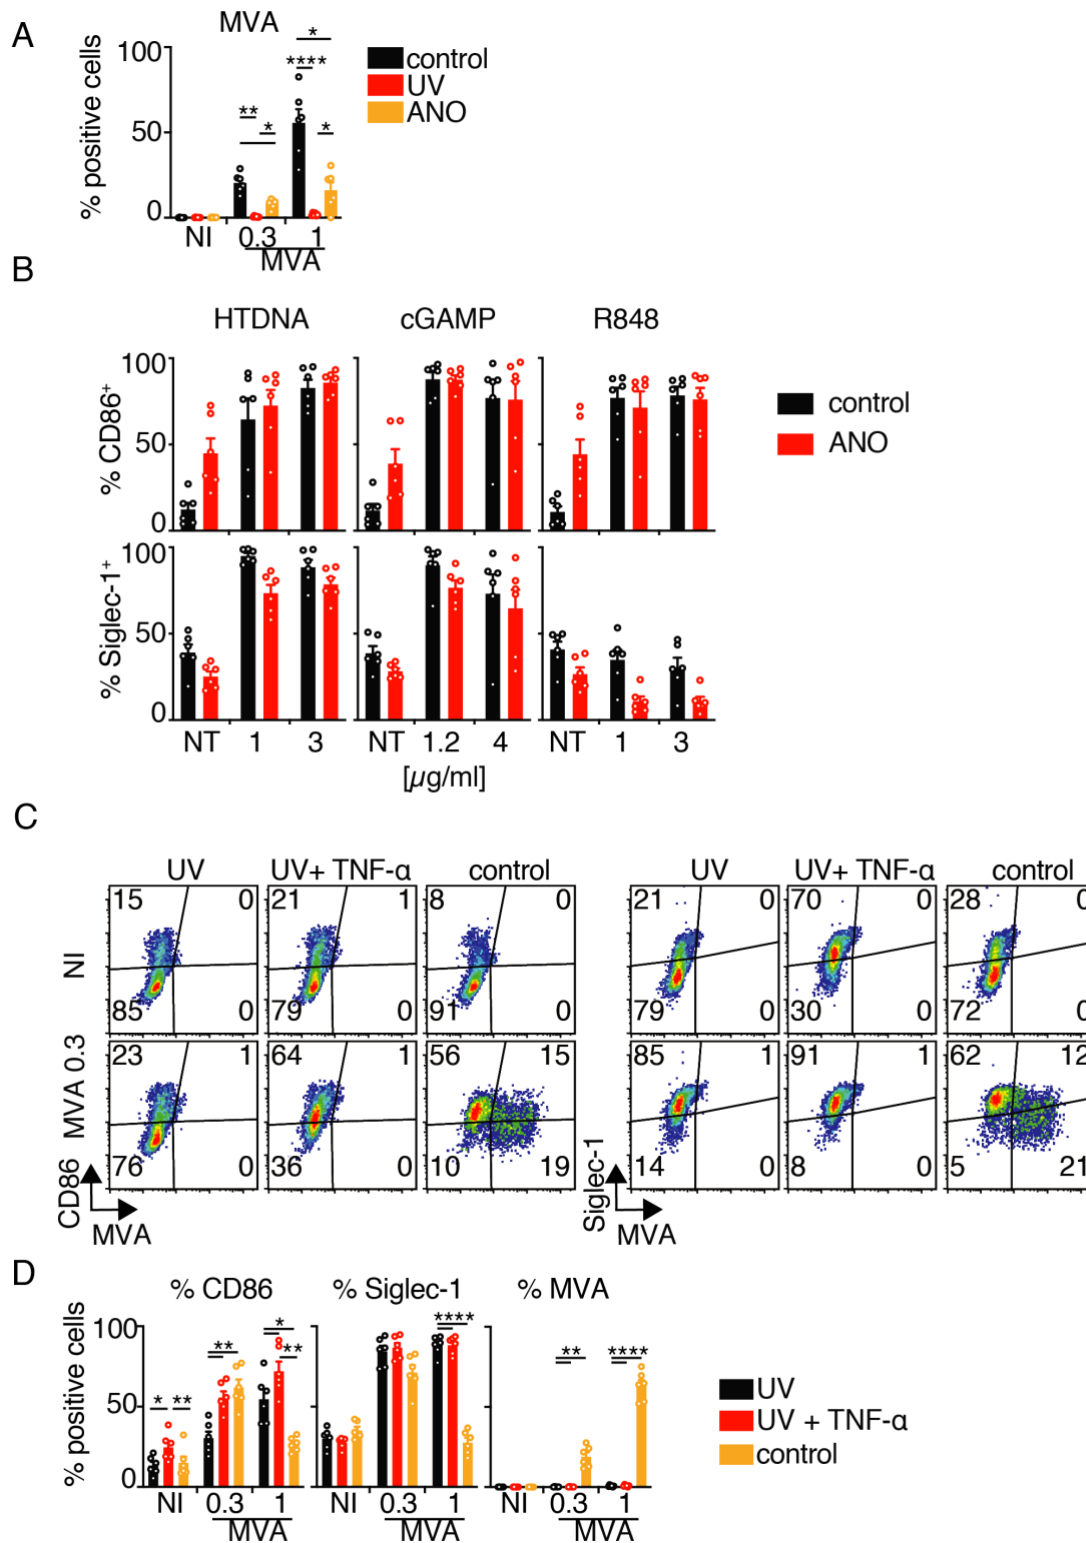 A
MVA
100
50
0
% positive cells
* **** ** * *
control
UV
ANO
NI 0.3 1
MVA
B
HTDNA cGAMP R848
100
50
0
% CD86+
control
ANO
100
50
0
% Siglec-1+
NT 1 3 NT 1.2 4 NT 1 3
[µg/ml]
C
UV UV+ TNF-α control UV UV+ TNF-α control
15 0 21 1 8 0 21 0 70 0 28 0
NI
85 0 79 0 91 0 79 0 30 0 72 0
23 1 64 1 56 15 85 1 91 1 62 12
MVA 0.3
76 0 36 0 10 19 14 0 8 0 5 21
CD86
MVA
Siglec-1
MVA
D
% CD86 % Siglec-1 % MVA
100
50
0
% positive cells
* ** ** * ** **** ** ****
UV
UV + TNF-α
control
NI 0.3 1 NI 0.3 1 NI 0.3 1
MVA MVA MVA